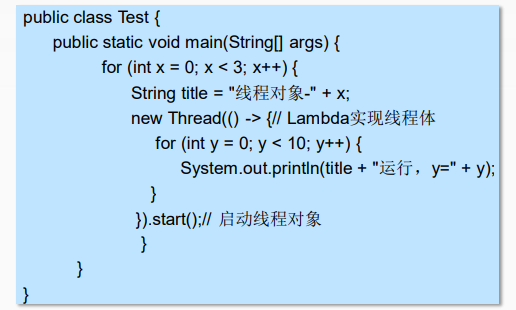 public class Test {
public static void main(String[] args) {
for (int x = 0; x < 3; x++) {
String title = "线程对象-" + x;
new Thread(() -> {// Lambda实现线程体
for (int y = 0; y < 10; y++) {
System.out.println(title + "运行，y=" + y);
}
}).start();// 启动线程对象
}
}
}